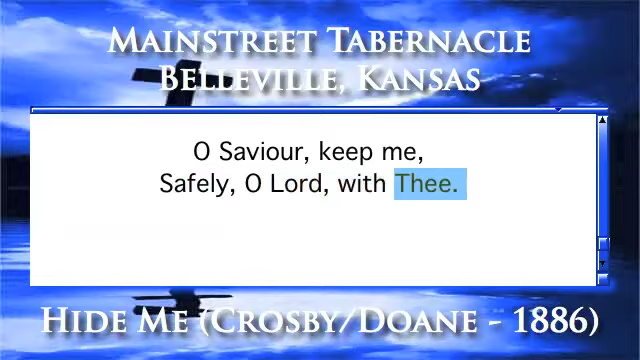 Mainstreet Tabernacle
Belleville, Kansas
O Saviour, keep me,
Safely, O Lord, with Thee.
Hide Me (Crosby/Doane - 1886)